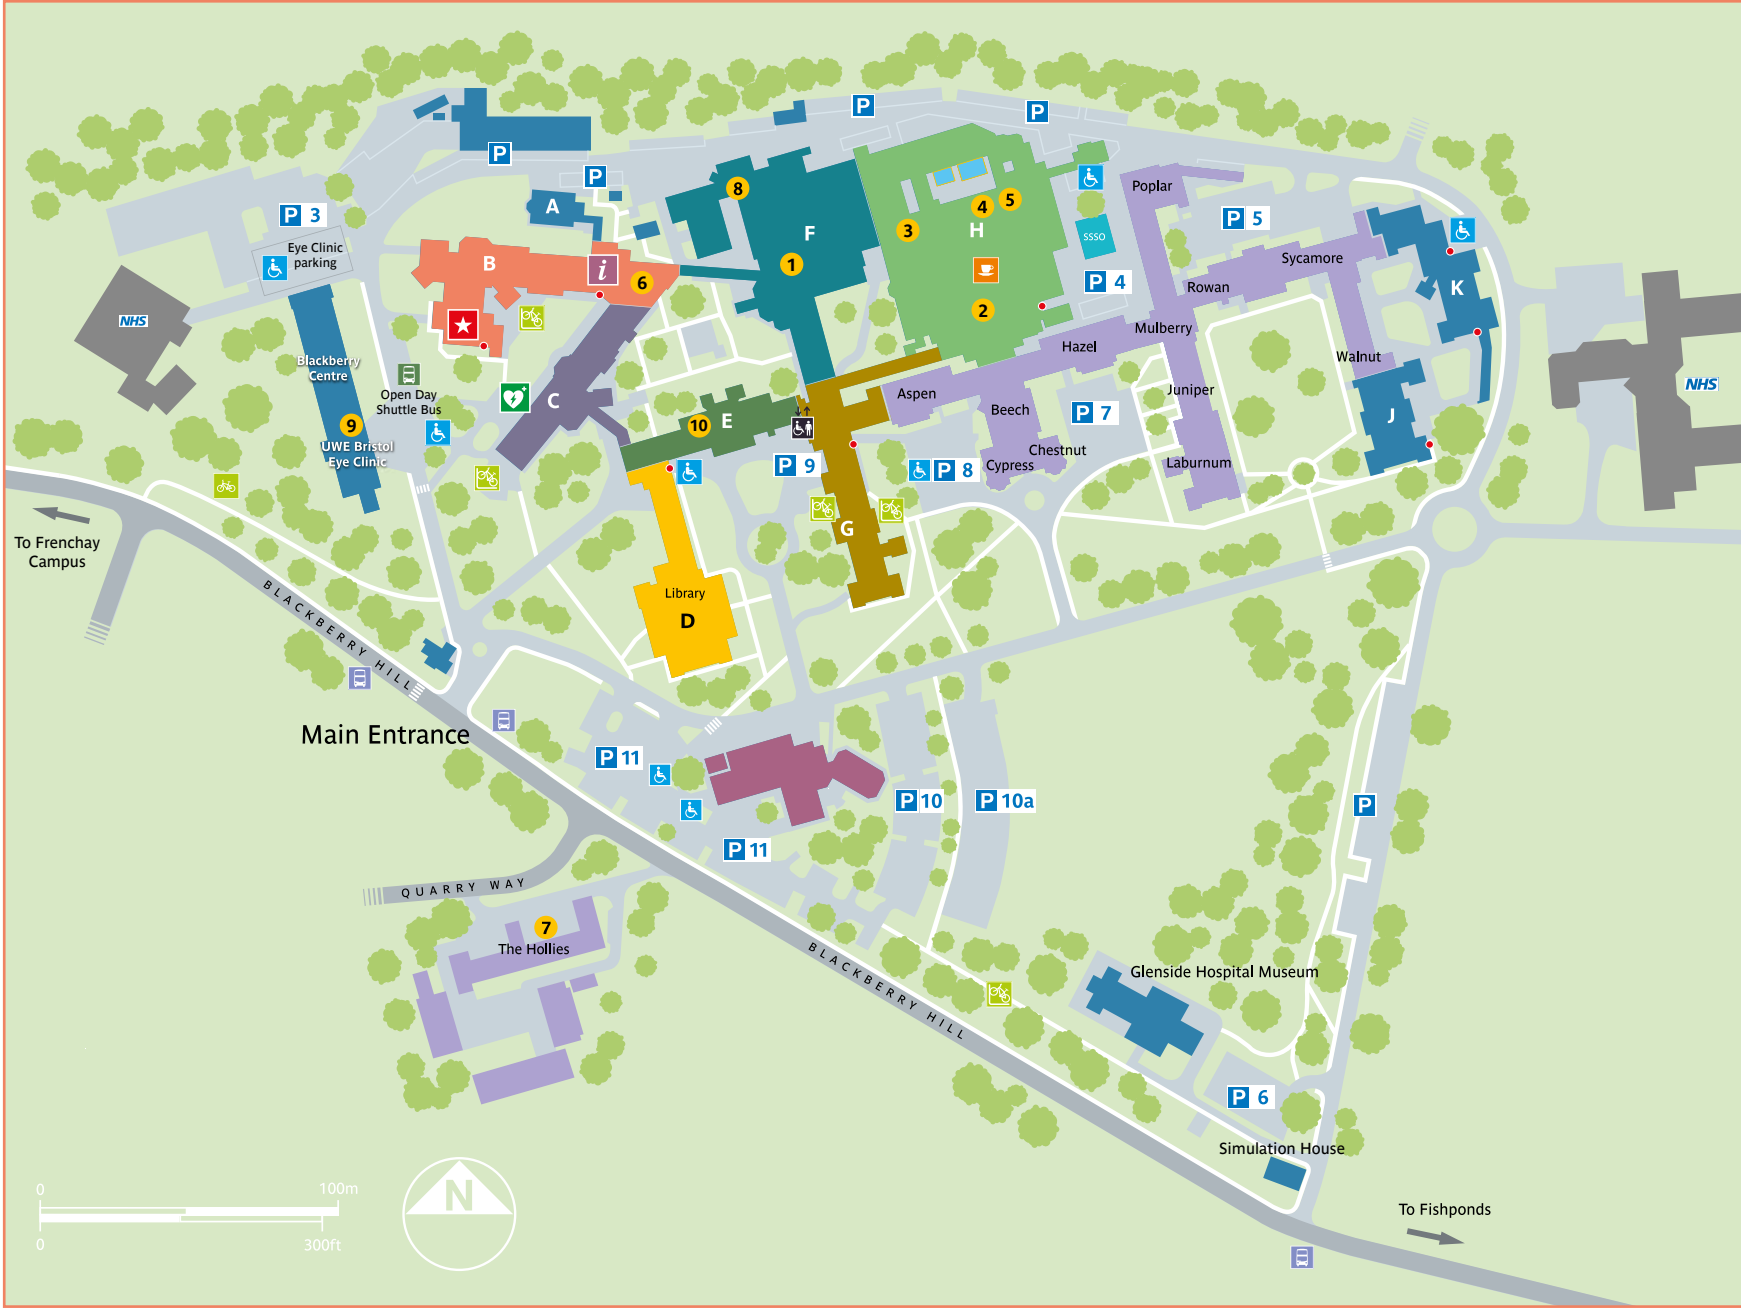 P
P
P
P
8
Poplar
A
P 3
5
4
F
3
H
P 5
SSSO
Eye Clinic
parking
B
i
1
6
Sycamore
P 4
Rowan
K
NHS
2
Mulberry
Hazel
Walnut
Blackberry
Centre
Open Day
Shuttle Bus
C
Aspen
Juniper
NHS
9
10
E
Beech
P 7
J
UWE Bristol
Eye Clinic
P 9
P 8
Cypress
Chestnut
Laburnum
G
To Frenchay
Campus
Library
D
BLACKBERRY HILL
Main Entrance
P 11
P 10
P 10a
P
P 11
QUARRY WAY
7
The Hollies
BLACKBERRY HILL
Glenside Hospital Museum
P 6
Simulation House
0
100m
N
0
300ft
To Fishponds